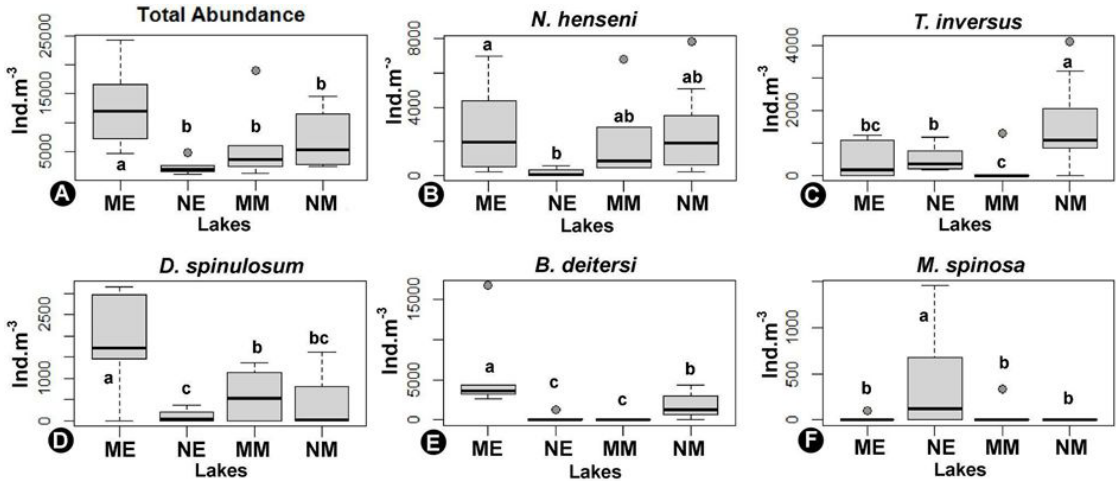 Total Abundance
Ind.m-3
25000
15000
5000
a
b
b
b
A
ME NE MM NM
Lakes
N. henseni
Ind.m-3
8000
4000
0
a
b
ab
ab
B
ME NE MM NM
Lakes
T. inversus
Ind.m-3
4000
2000
0
bc
b
c
a
C
ME NE MM NM
Lakes
D. spinulosum
Ind.m-3
2500
1000
0
a
c
b
bc
D
ME NE MM NM
Lakes
B. deitersi
Ind.m-3
15000
5000
0
a
c
c
b
E
ME NE MM NM
Lakes
M. spinosa
Ind.m-3
1000
500
0
b
a
b
b
F
ME NE MM NM
Lakes